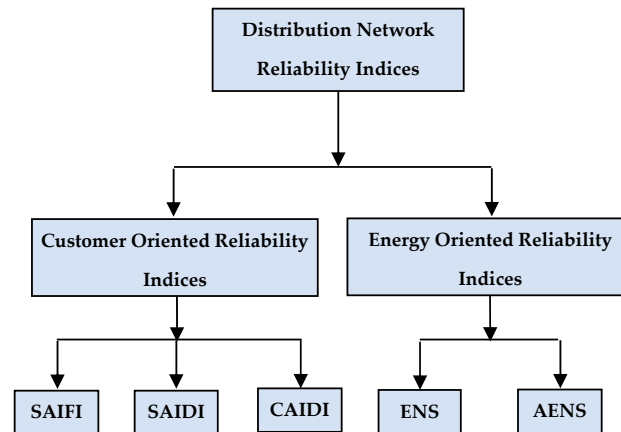 Distribution Network
Reliability Indices
Customer Oriented Reliability
Indices
Energy Oriented Reliability
Indices
SAIFI
SAIDI
CAIDI
ENS
AENS